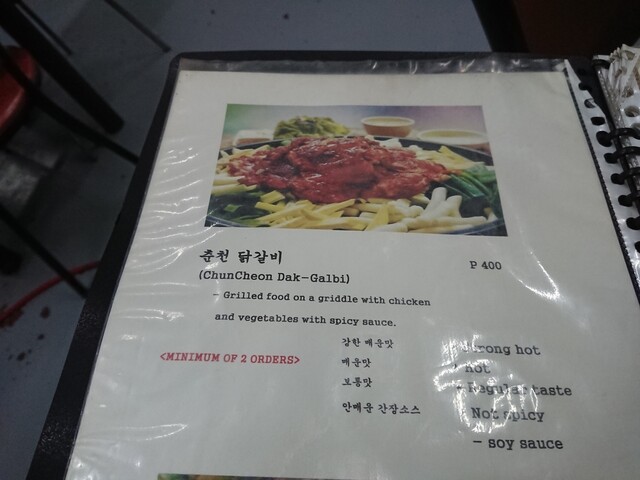 춘천 닭갈비
(ChunCheon Dak-Galbi)
P 400
- Grilled food on a griddle with chicken
and vegetables with spicy sauce.
<MINIMUM OF 2 ORDERS>
강한 매운맛 Strong hot
매운맛 hot
보통맛 - Regular taste
안매운 간장소스 Not spicy
- soy sauce